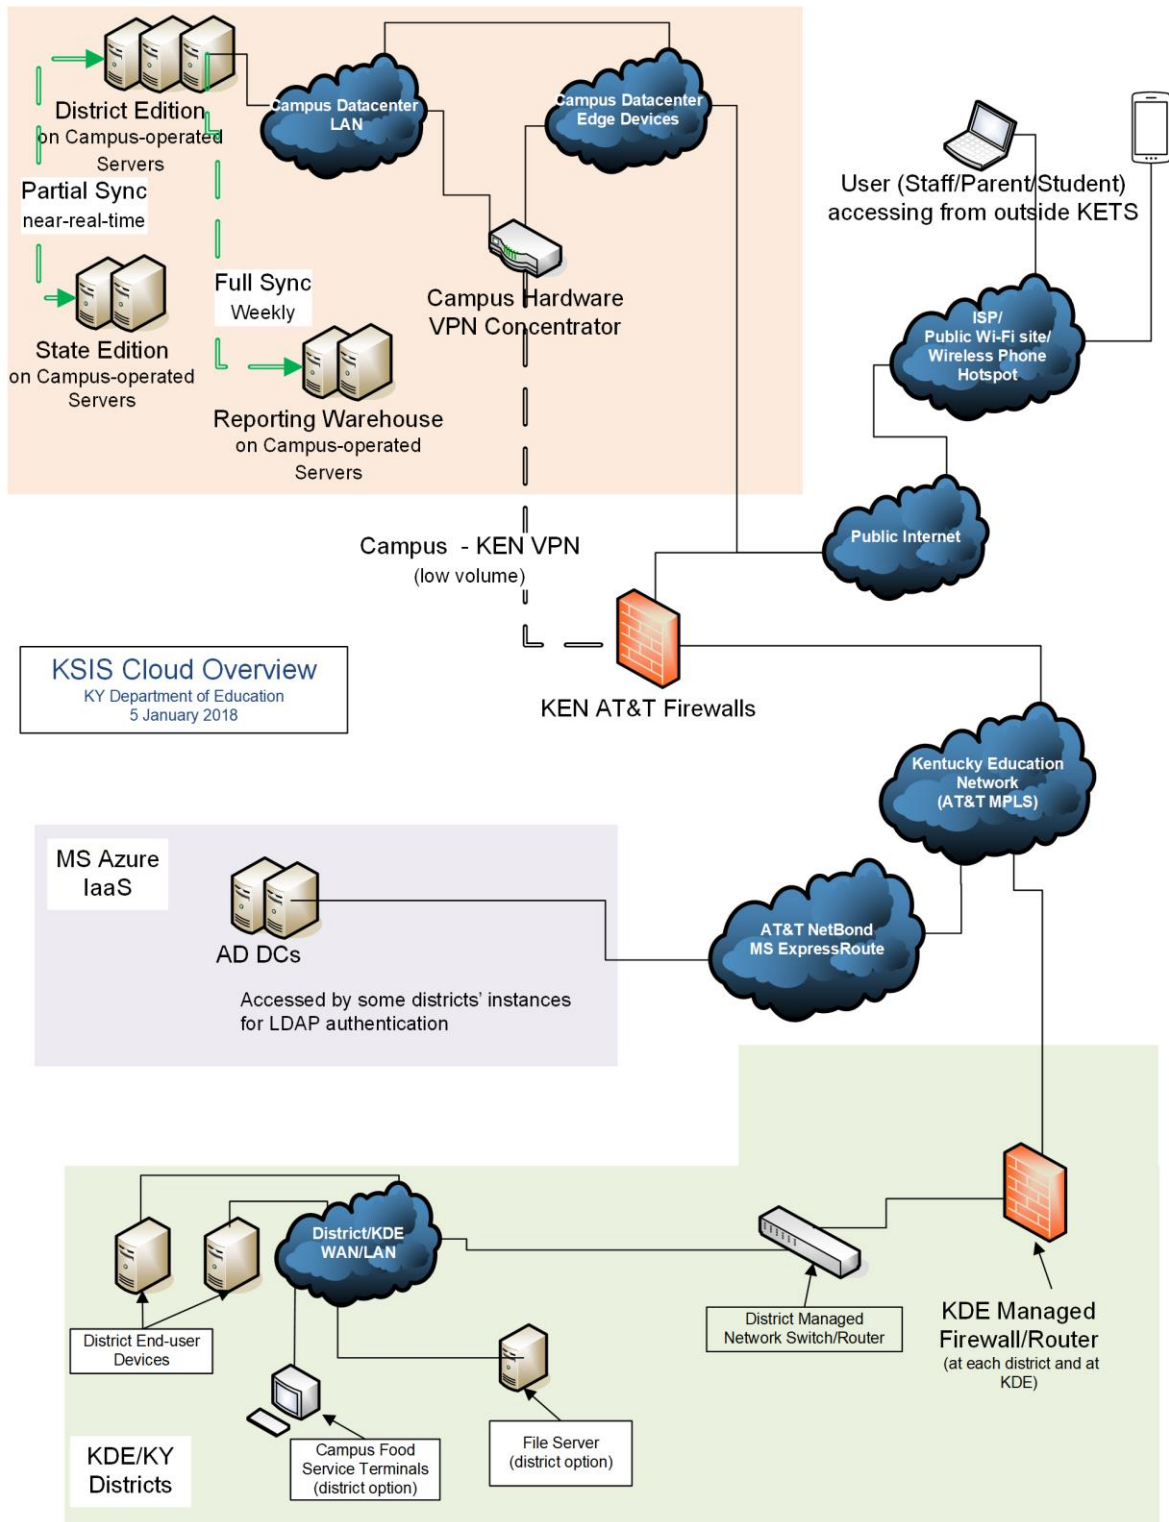 District Edition
on Campus-operated
Servers
Partial Sync
near-real-time
State Edition
on Campus-operated
Servers
Full Sync
Weekly
Reporting Warehouse
on Campus-operated
Servers
Campus Datacenter
LAN
Campus Datacenter
Edge Devices
Campus Hardware
VPN Concentrator
User (Staff/Parent/Student)
accessing from outside KETS
ISP/
Public Wi-Fi site/
Wireless Phone
Hotspot
Public Internet
Campus - KEN VPN
(low volume)
KEN AT&T Firewalls
KSIS Cloud Overview
KY Department of Education
5 January 2018
Kentucky Education
Network
(AT&T MPLS)
MS Azure
IaaS
AD DCs
Accessed by some districts' instances
for LDAP authentication
AT&T NetBond
MS ExpressRoute
District/KDE
WAN/LAN
District End-user
Devices
District Managed
Network Switch/Router
KDE Managed
Firewall/Router
(at each district and at
KDE)
Campus Food
Service Terminals
(district option)
File Server
(district option)
KDE/KY
Districts